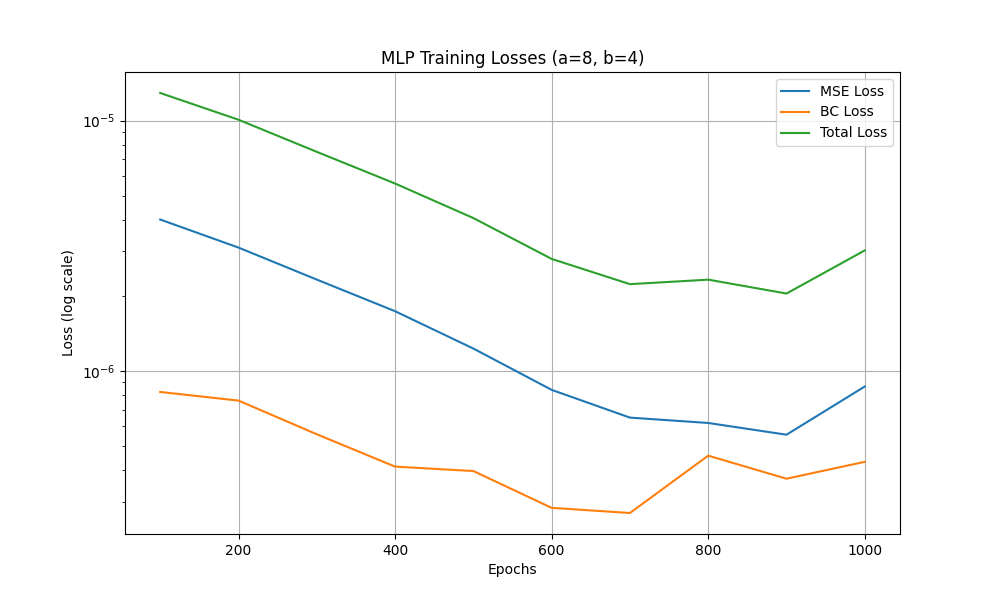 MLP Training Losses (a=8, b=4)
MSE Loss
BC Loss
Total Loss
10⁻⁵
10⁻⁶
Loss (log scale)
200 400 600 800 1000
Epochs